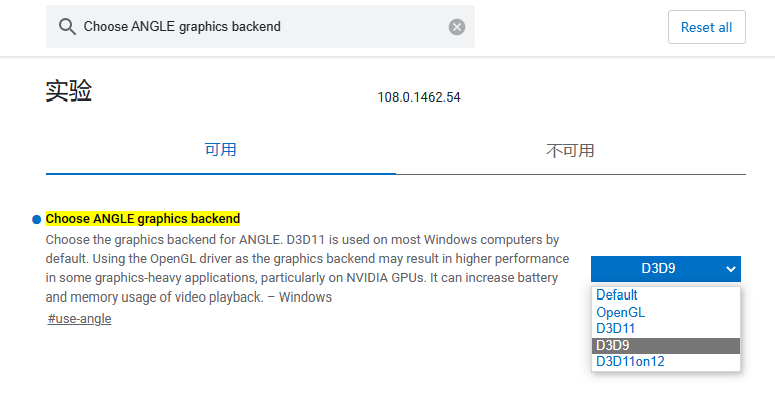 Choose ANGLE graphics backend
Reset all
实验
108.0.1462.54
可用
不可用
Choose ANGLE graphics backend
Choose the graphics backend for ANGLE. D3D11 is used on most Windows computers by
default. Using the OpenGL driver as the graphics backend may result in higher performance
in some graphics-heavy applications, particularly on NVIDIA GPUs. It can increase battery
and memory usage of video playback. – Windows
#use-angle
D3D9
Default
OpenGL
D3D11
D3D9
D3D11on12